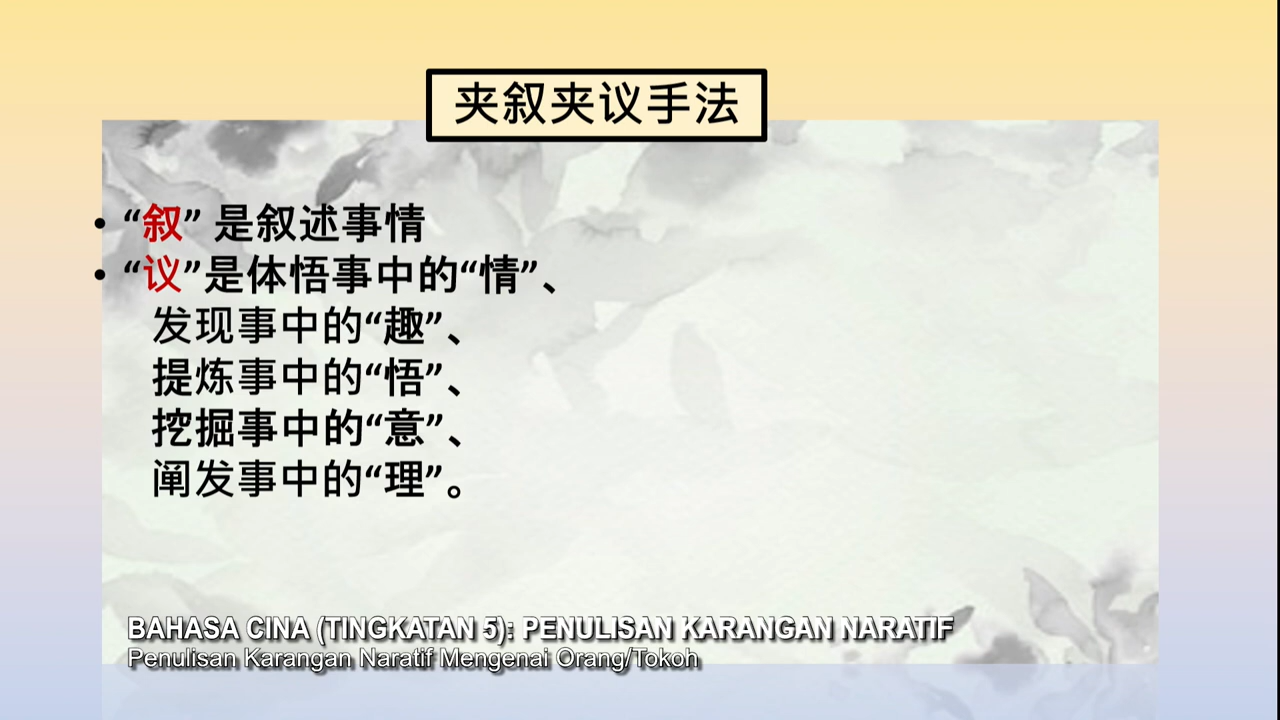 夹叙夹议手法
• “叙” 是叙述事情
• “议”是体悟事中的“情”、
发现事中的“趣”、
提炼事中的“悟”、
挖掘事中的“意”、
阐发事中的“理”。
BAHASA CINA (TINGKATAN 5): PENULISAN KARANGAN NARATIF
Penulisan Karangan Naratif Mengenai Orang/Tokoh